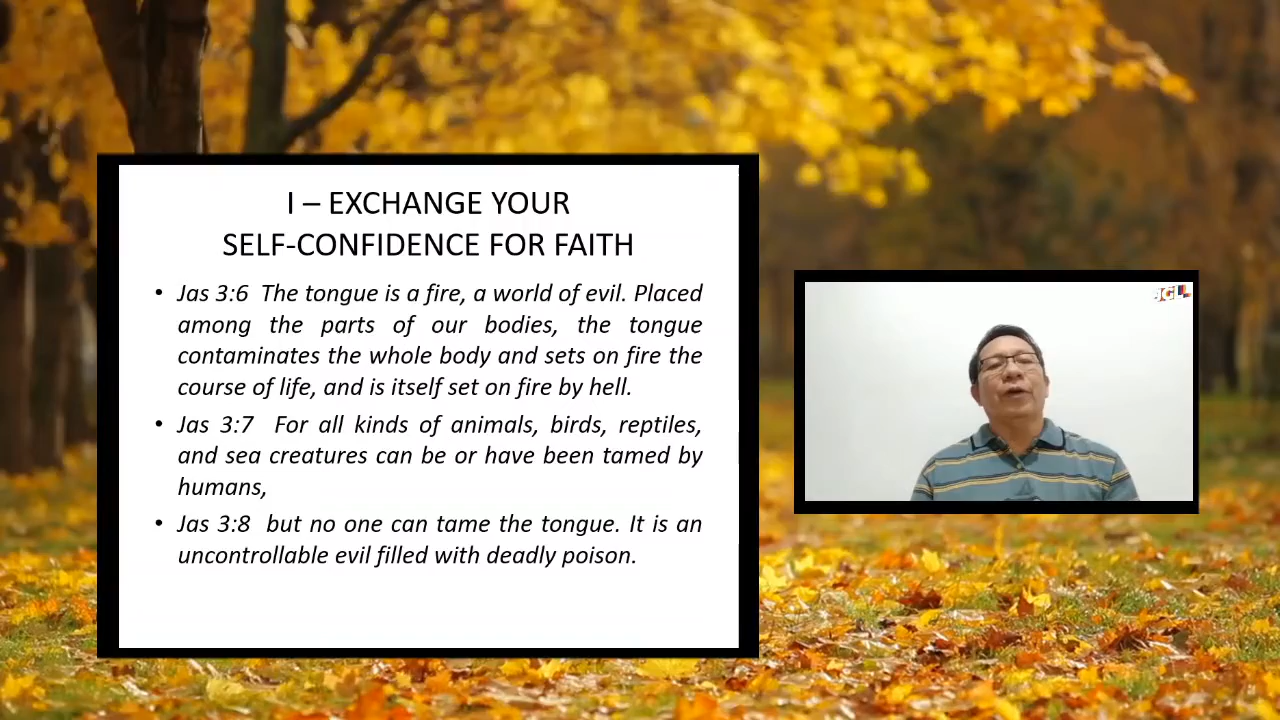 I – EXCHANGE YOUR
SELF-CONFIDENCE FOR FAITH
• Jas 3:6 The tongue is a fire, a world of evil. Placed
among the parts of our bodies, the tongue
contaminates the whole body and sets on fire the
course of life, and is itself set on fire by hell.
• Jas 3:7 For all kinds of animals, birds, reptiles,
and sea creatures can be or have been tamed by
humans,
• Jas 3:8 but no one can tame the tongue. It is an
uncontrollable evil filled with deadly poison.